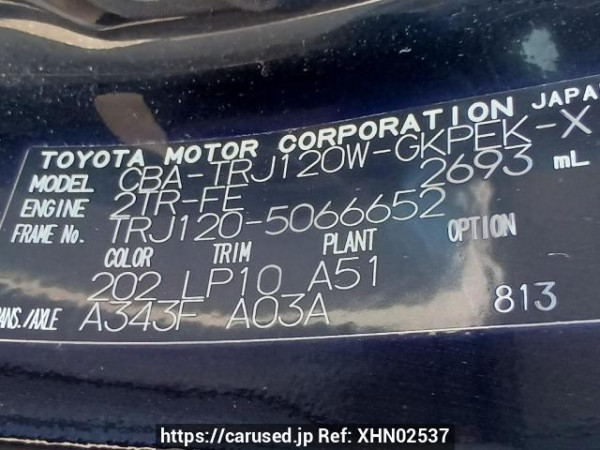 TOYOTA MOTOR CORPORATION JAPA
MODEL CBA-TRJ120W-GKPEK-X
ENGINE 2TR-FE 2693 mL
FRAME No. TRJ120-5066652
COLOR TRIM PLANT OPTION
202 LP10 A51
ANS./AXLE A343F A03A 813
https://carused.jp Ref: XHN02537